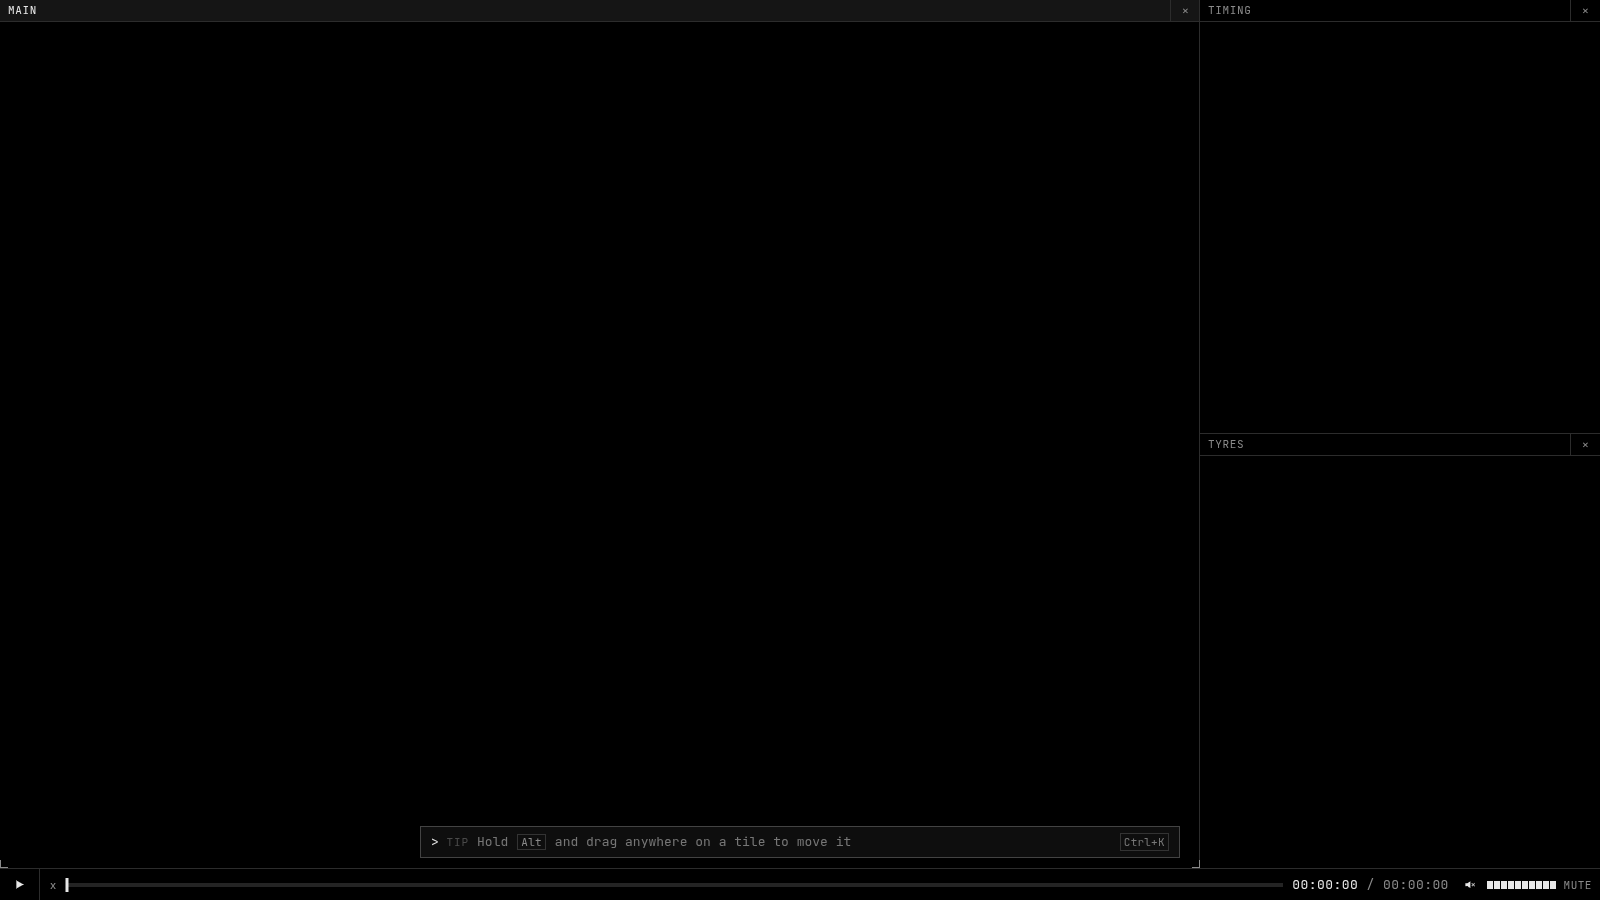 MAIN ×
TIMING ×
TYRES ×
> TIP Hold Alt and drag anywhere on a tile to move it Ctrl+K
x 00:00:00 / 00:00:00 MUTE